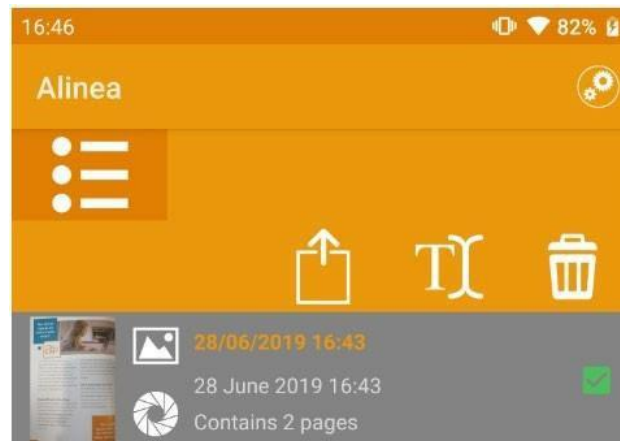 16:46 82%
Alinea
28/06/2019 16:43
28 June 2019 16:43
Contains 2 pages